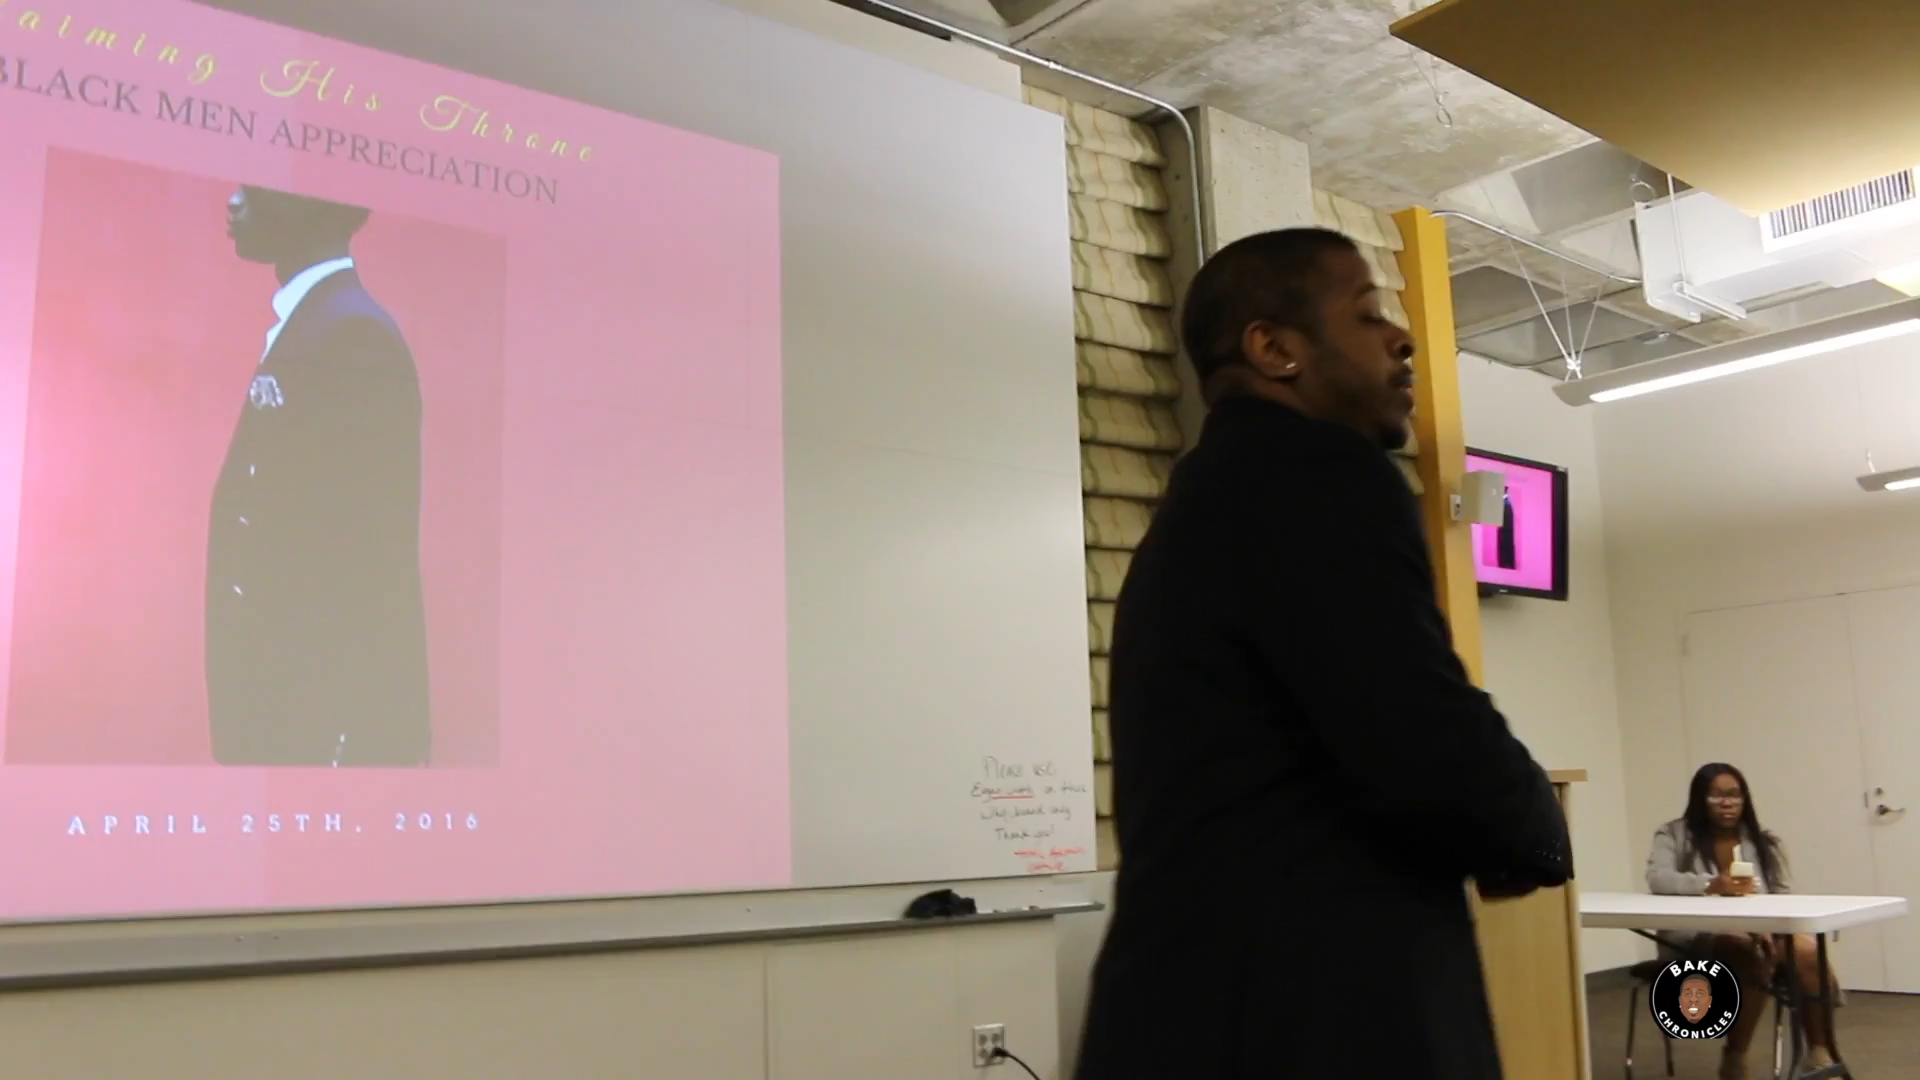 aiming His Throne
BLACK MEN APPRECIATION
APRIL 25TH, 2016
Please use
on this
board only
Thank you!
BAKE
CHRONICLES